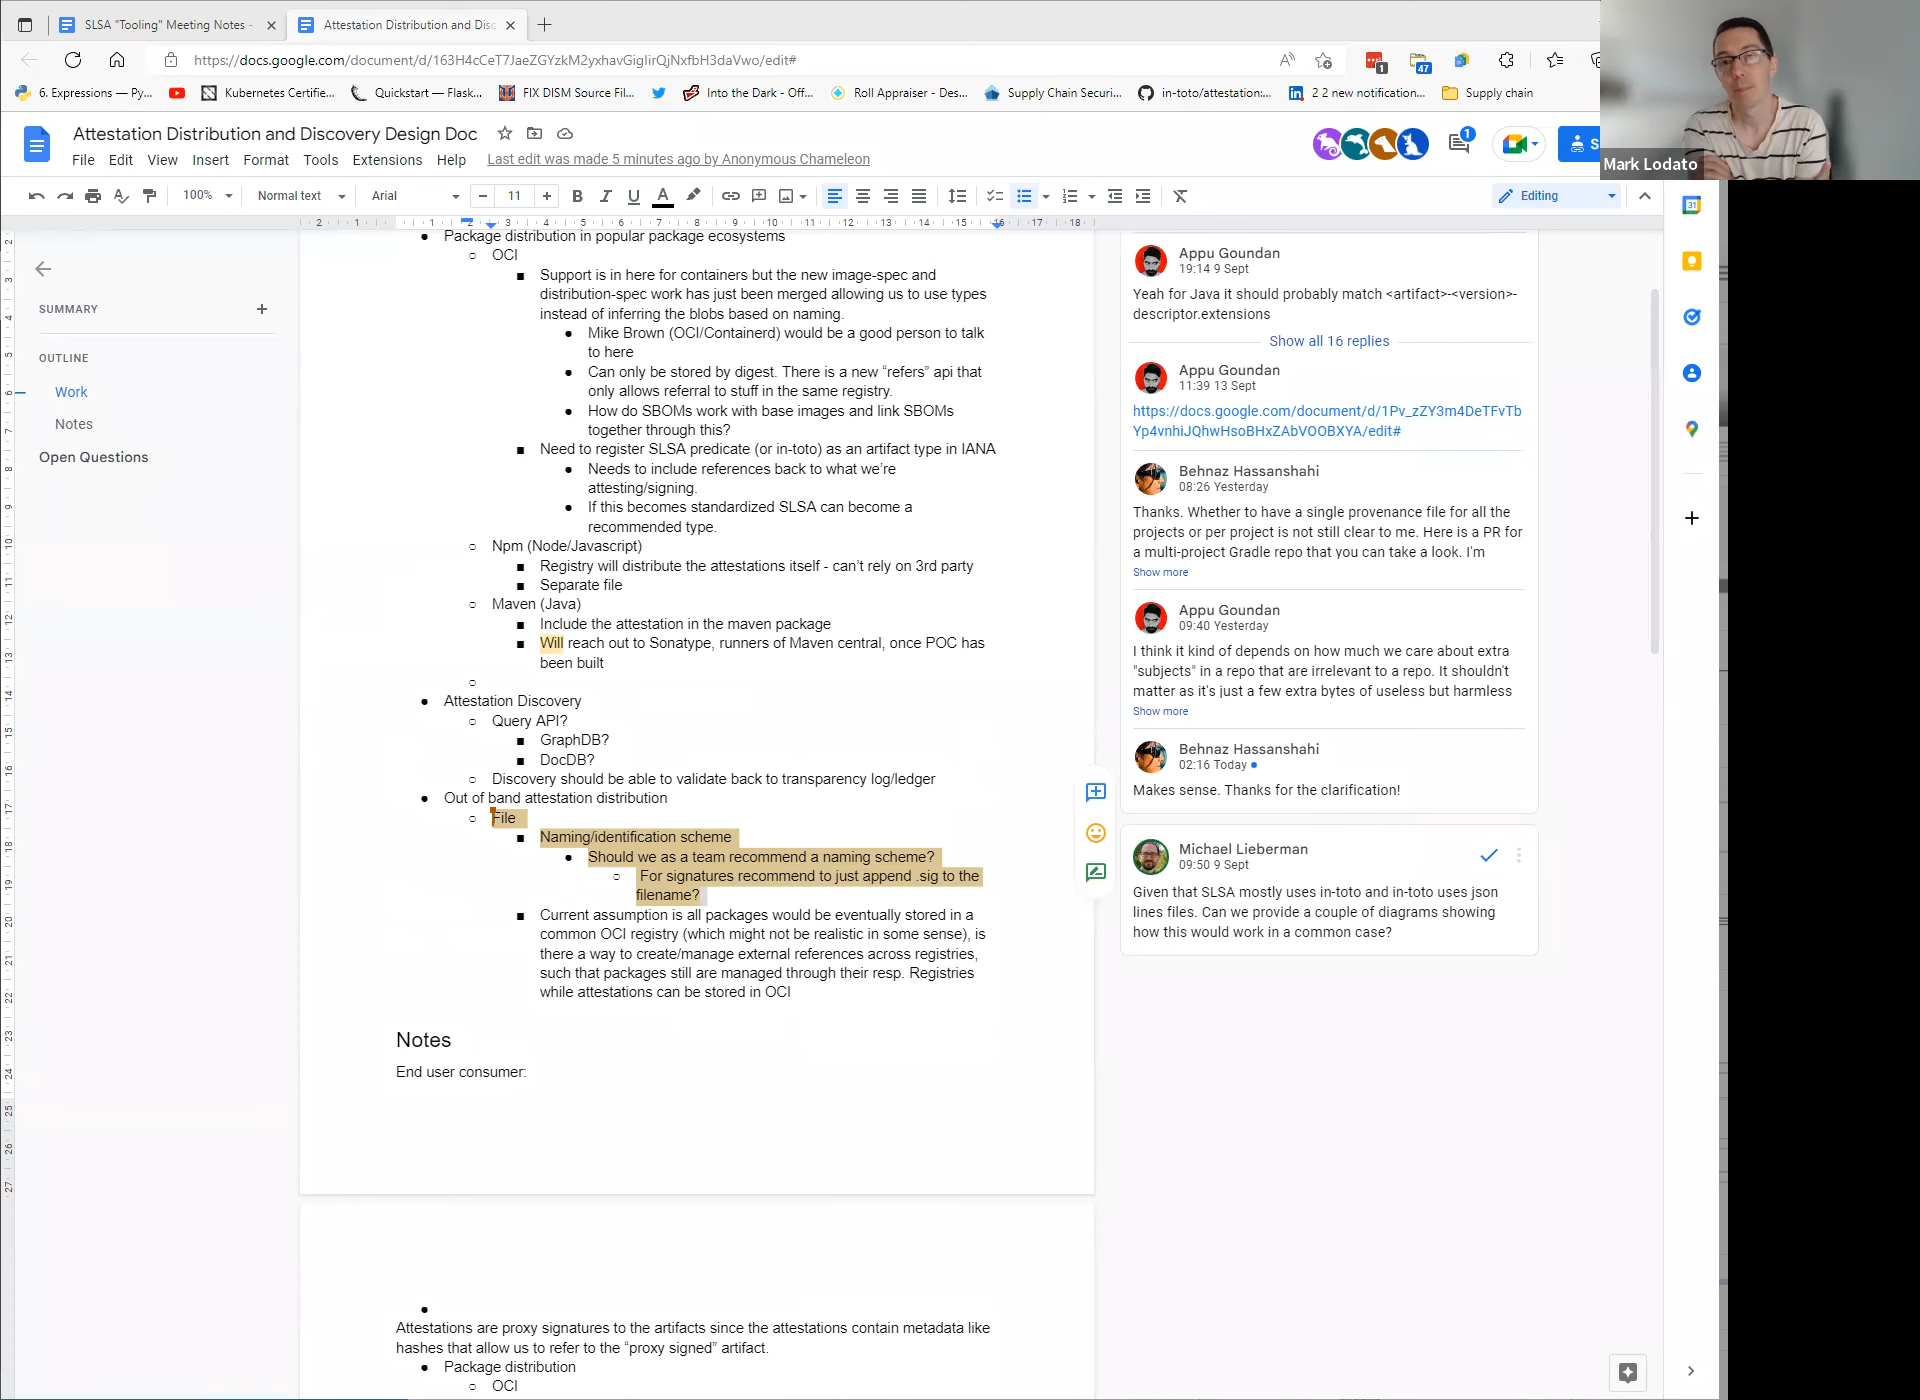 SLSA "Tooling" Meeting Notes -
Attestation Distribution and Disc
https://docs.google.com/document/d/163H4cCeT7JaeZGYzkM2yxhavGigIirQjNxfbH3daVwo/edit#
1
47
6. Expressions — Py...
Kubernetes Certifie...
Quickstart — Flask...
FIX DISM Source Fil...
Into the Dark - Off...
Roll Appraiser - Des...
Supply Chain Securi...
in-toto/attestation:...
2 2 new notification...
Supply chain
Attestation Distribution and Discovery Design Doc
1
S
File Edit View Insert Format Tools Extensions Help Last edit was made 5 minutes ago by Anonymous Chameleon
Mark Lodato
100% Normal text Arial 11 Editing
31
2 1 1 2 3 4 5 6 7 8 9 10 11 12 13 14 15 16 17 18
SUMMARY
OUTLINE
Work
Notes
Open Questions
● Package distribution in popular package ecosystems
○ OCI
■ Support is in here for containers but the new image-spec and
distribution-spec work has just been merged allowing us to use types
instead of inferring the blobs based on naming.
● Mike Brown (OCI/Containerd) would be a good person to talk
to here
● Can only be stored by digest. There is a new “refers” api that
only allows referral to stuff in the same registry.
● How do SBOMs work with base images and link SBOMs
together through this?
■ Need to register SLSA predicate (or in-toto) as an artifact type in IANA
● Needs to include references back to what we’re
attesting/signing.
● If this becomes standardized SLSA can become a
recommended type.
○ Npm (Node/Javascript)
■ Registry will distribute the attestations itself - can’t rely on 3rd party
■ Separate file
○ Maven (Java)
■ Include the attestation in the maven package
■ Will reach out to Sonatype, runners of Maven central, once POC has
been built
○
● Attestation Discovery
○ Query API?
■ GraphDB?
■ DocDB?
○ Discovery should be able to validate back to transparency log/ledger
● Out of band attestation distribution
○ File
■ Naming/identification scheme
● Should we as a team recommend a naming scheme?
○ For signatures recommend to just append .sig to the
filename?
■ Current assumption is all packages would be eventually stored in a
common OCI registry (which might not be realistic in some sense), is
there a way to create/manage external references across registries,
such that packages still are managed through their resp. Registries
while attestations can be stored in OCI
Notes
End user consumer:
●
Attestations are proxy signatures to the artifacts since the attestations contain metadata like
hashes that allow us to refer to the “proxy signed” artifact.
● Package distribution
○ OCI
Appu Goundan
19:14 9 Sept
Yeah for Java it should probably match <artifact>-<version>-
descriptor.extensions
Show all 16 replies
Appu Goundan
11:39 13 Sept
https://docs.google.com/document/d/1Pv_zZY3m4DeTFvTb
Yp4vnhiJQhwHsoBHxZAbVOOBXYA/edit#
Behnaz Hassanshahi
08:26 Yesterday
Thanks. Whether to have a single provenance file for all the
projects or per project is not still clear to me. Here is a PR for
a multi-project Gradle repo that you can take a look. I'm
Show more
Appu Goundan
09:40 Yesterday
I think it kind of depends on how much we care about extra
"subjects" in a repo that are irrelevant to a repo. It shouldn't
matter as it's just a few extra bytes of useless but harmless
Show more
Behnaz Hassanshahi
02:16 Today
Makes sense. Thanks for the clarification!
Michael Lieberman
09:50 9 Sept
Given that SLSA mostly uses in-toto and in-toto uses json
lines files. Can we provide a couple of diagrams showing
how this would work in a common case?